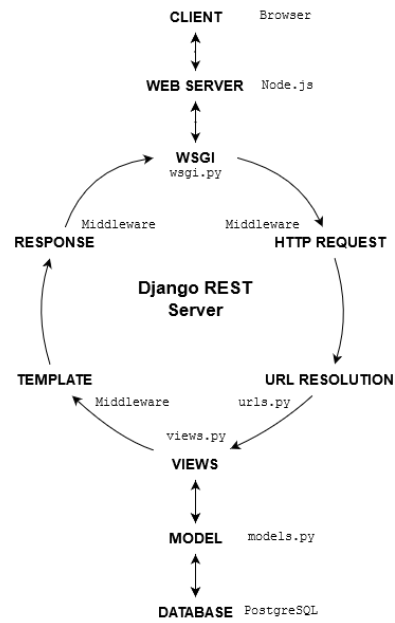 CLIENT Browser
WEB SERVER Node.js
WSGI
wsgi.py
Middleware Middleware
RESPONSE HTTP REQUEST
Django REST
Server
TEMPLATE URL RESOLUTION
Middleware urls.py
views.py
VIEWS
MODEL models.py
DATABASE PostgreSQL